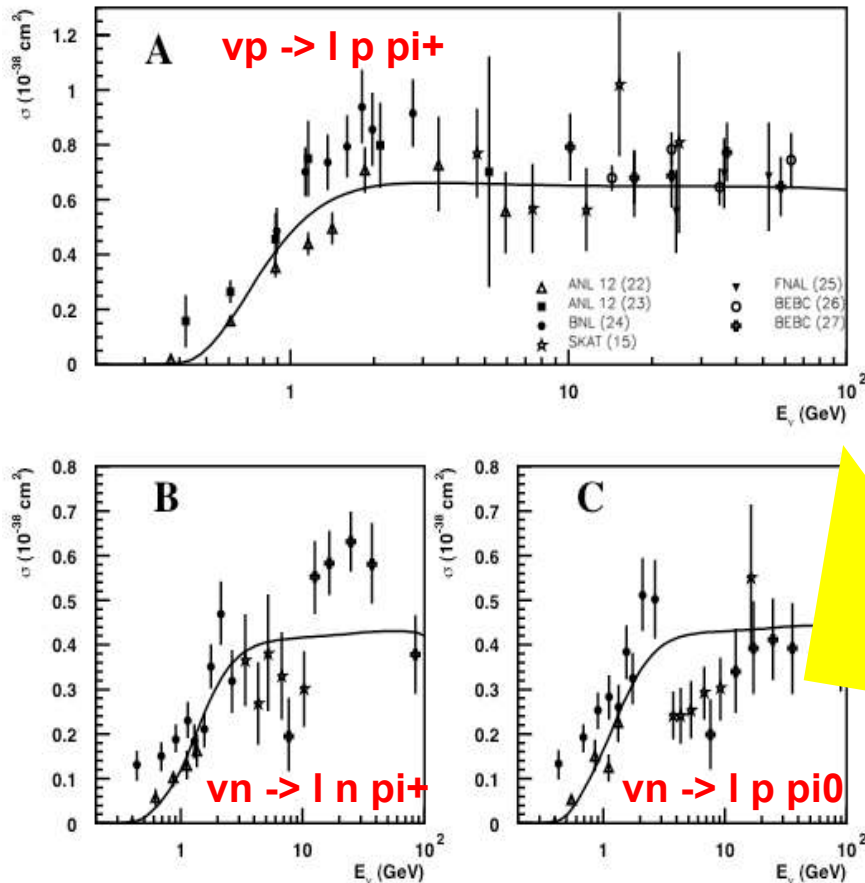 A
vp -> l p pi+
σ (10⁻³⁸ cm²)
1.2
1
0.8
0.6
0.4
0.2
0
ANL 12 (22)
ANL 12 (23)
BNL (24)
SKAT (15)
FNAL (25)
BEBC (26)
BEBC (27)
1
10
10²
Eᵥ (GeV)
B
σ (10⁻³⁸ cm²)
0.8
0.7
0.6
0.5
0.4
0.3
0.2
0.1
0
vn -> l n pi+
1
10
10²
Eᵥ (GeV)
C
σ (10⁻³⁸ cm²)
0.8
0.7
0.6
0.5
0.4
0.3
0.2
0.1
0
vn -> l p pi0
1
10
10²
Eᵥ (GeV)